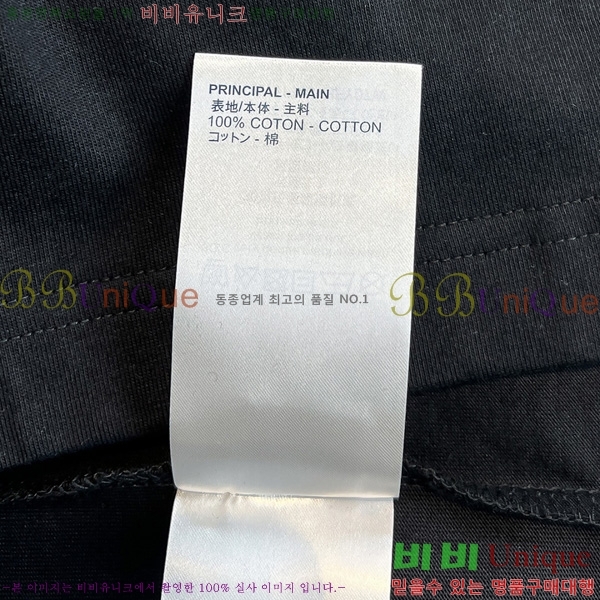 비비유니크
PRINCIPAL - MAIN
表地/本体 - 主料
100% COTON - COTTON
コットン - 棉
BBUniQue
동종업계 최고의 품질 NO.1
BBUniQue
비비 Unique
-본 이미지는 비비유니크에서 촬영한 100% 실사 이미지 입니다.-
믿을수 있는 명품구매대행